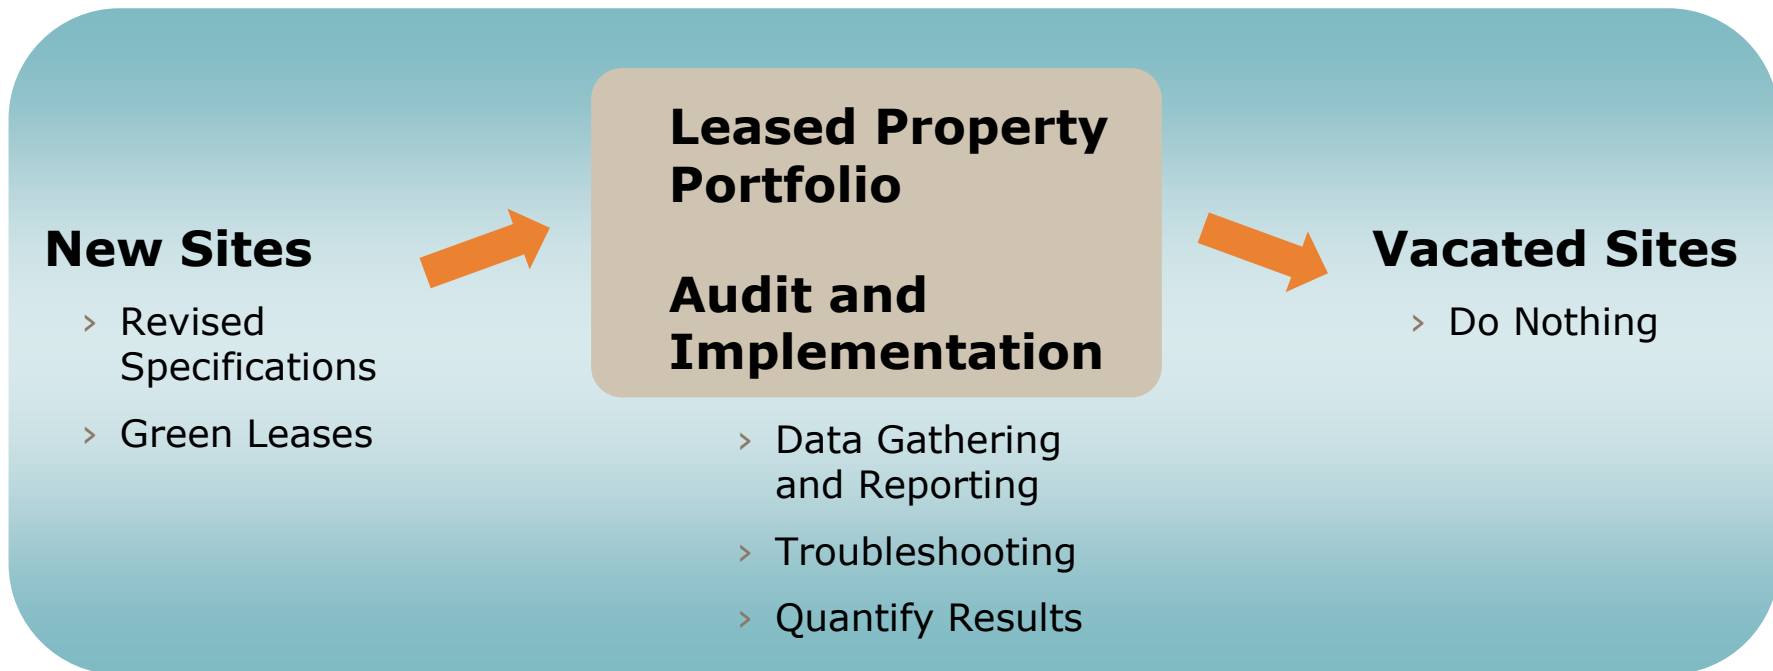 New Sites
› Revised
Specifications
› Green Leases
Leased Property
Portfolio
Audit and
Implementation
› Data Gathering
and Reporting
› Troubleshooting
› Quantify Results
Vacated Sites
› Do Nothing